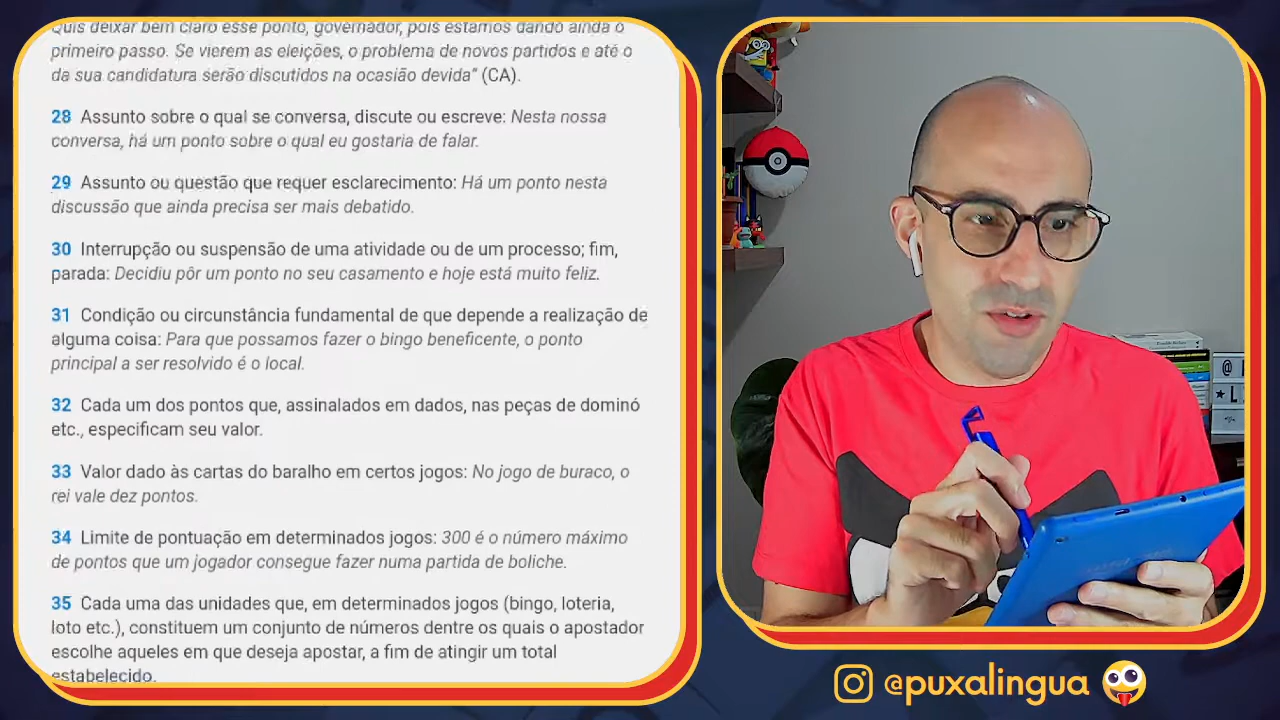 Quis deixar bem claro esse ponto, governador, pois estamos dando ainda o
primeiro passo. Se vierem as eleições, o problema de novos partidos e até o
da sua candidatura serão discutidos na ocasião devida” (CA).
28 Assunto sobre o qual se conversa, discute ou escreve: Nesta nossa
conversa, há um ponto sobre o qual eu gostaria de falar.
29 Assunto ou questão que requer esclarecimento: Há um ponto nesta
discussão que ainda precisa ser mais debatido.
30 Interrupção ou suspensão de uma atividade ou de um processo; fim,
parada: Decidiu pôr um ponto no seu casamento e hoje está muito feliz.
31 Condição ou circunstância fundamental de que depende a realização de
alguma coisa: Para que possamos fazer o bingo beneficente, o ponto
principal a ser resolvido é o local.
32 Cada um dos pontos que, assinalados em dados, nas peças de dominó
etc., especificam seu valor.
33 Valor dado às cartas do baralho em certos jogos: No jogo de buraco, o
rei vale dez pontos.
34 Limite de pontuação em determinados jogos: 300 é o número máximo
de pontos que um jogador consegue fazer numa partida de boliche.
35 Cada uma das unidades que, em determinados jogos (bingo, loteria,
loto etc.), constituem um conjunto de números dentre os quais o apostador
escolhe aqueles em que deseja apostar, a fim de atingir um total
estabelecido.
@puxalingua